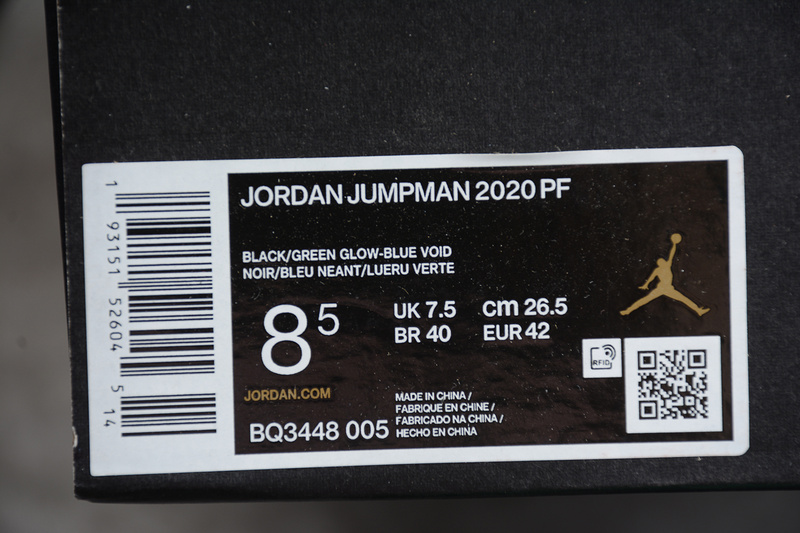 JORDAN JUMPMAN 2020 PF
BLACK/GREEN GLOW-BLUE VOID
NOIR/BLEU NEANT/LUERU VERTE
8 5
UK 7.5 cm 26.5
BR 40 EUR 42
RFID
JORDAN.COM
BQ3448 005
MADE IN CHINA /
FABRIQUE EN CHINE /
FABRICADO NA CHINA /
HECHO EN CHINA
1 93151 52604 5 14